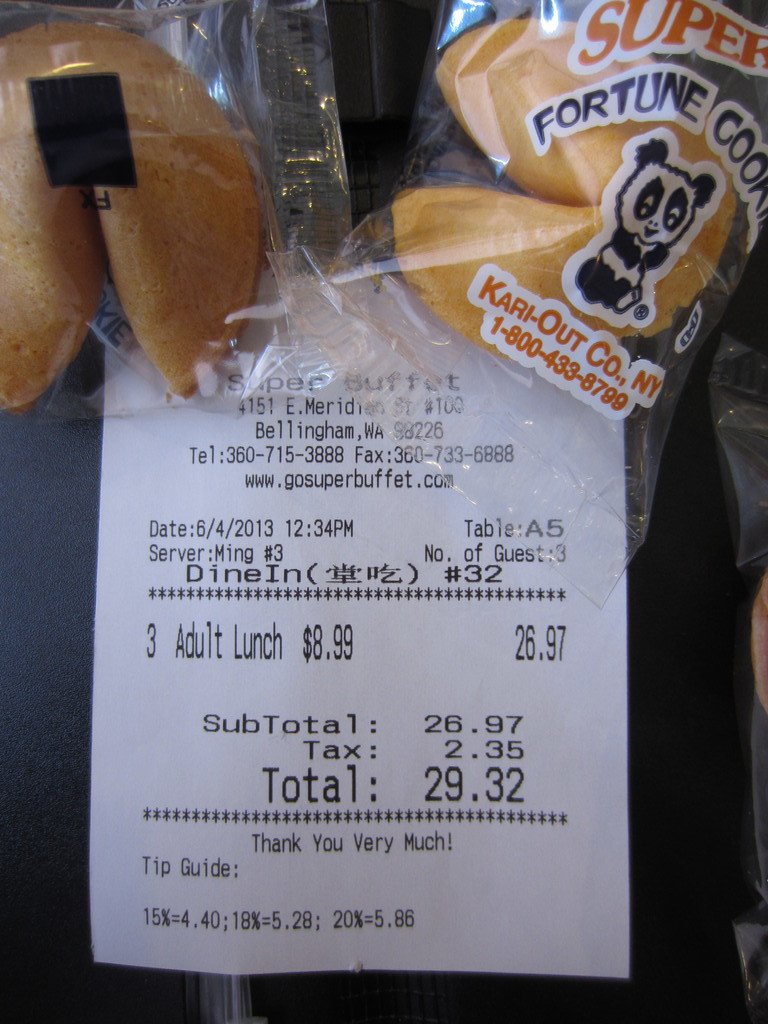 SUPER
FORTUNE COOKI
FX
KIE
KARI-OUT CO., NY
1-800-433-8799
Super Buffet
4151 E.Meridian ST #100
Bellingham,WA 98226
Tel:360-715-3888 Fax:360-733-6888
www.gosuperbuffet.com
Date:6/4/2013 12:34PM Table:A5
Server:Ming #3 No. of Guest:3
DineIn(堂吃) #32
******************************************
3 Adult Lunch $8.99 26.97
SubTotal: 26.97
Tax: 2.35
Total: 29.32
******************************************
Thank You Very Much!
Tip Guide:
15%=4.40;18%=5.28; 20%=5.86